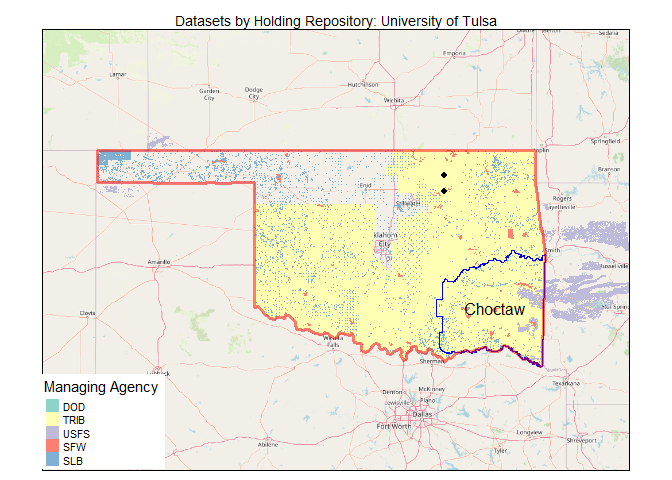 Datasets by Holding Repository: University of Tulsa
Sedalia
Emporia
Lamar
Garden
City
Dodge
City
Hutchinson
Wichita
Springfield
Joplin
Branson
Enid
Stillwater
Rogers
Fayetteville
Oklahoma
City
Smith
Russellville
Amarillo
Choctaw
Clovis
Wichita
Falls
Sherman
Lubbock
Texarkana
Managing Agency
DOD
TRIB
USFS
SFW
SLB
Denton
McKinney
Lewisville
Plano
Dallas
Fort Worth
Abilene
Longview
Tyler
Shreveport